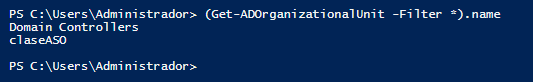 PS C:\Users\Administrador> (Get-ADOrganizationalUnit -Filter *).name
Domain Controllers
claseASO
PS C:\Users\Administrador>